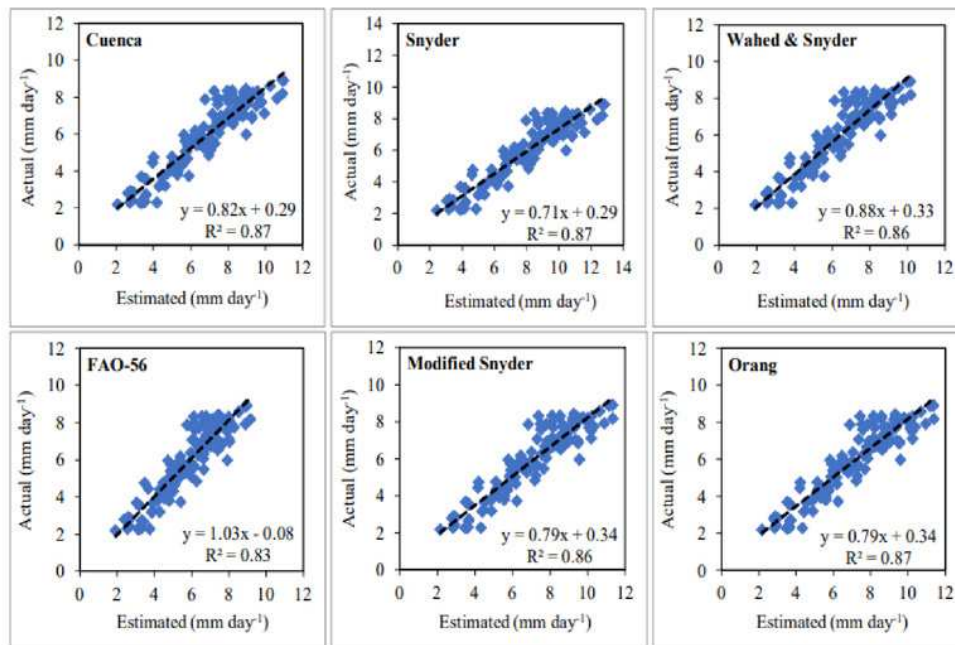 Cuenca
12
10
8
6
4
2
0
Actual (mm day⁻¹)
y = 0.82x + 0.29
R² = 0.87
0 2 4 6 8 10 12
Estimated (mm day⁻¹)
Snyder
14
12
10
8
6
4
2
0
Actual (mm day⁻¹)
y = 0.71x + 0.29
R² = 0.87
0 2 4 6 8 10 12 14
Estimated (mm day⁻¹)
Wahed & Snyder
12
10
8
6
4
2
0
Actual (mm day⁻¹)
y = 0.88x + 0.33
R² = 0.86
0 2 4 6 8 10 12
Estimated (mm day⁻¹)
FAO-56
12
10
8
6
4
2
0
Actual (mm day⁻¹)
y = 1.03x - 0.08
R² = 0.83
0 2 4 6 8 10 12
Estimated (mm day⁻¹)
Modified Snyder
12
10
8
6
4
2
0
Actual (mm day⁻¹)
y = 0.79x + 0.34
R² = 0.86
0 2 4 6 8 10 12
Estimated (mm day⁻¹)
Orang
12
10
8
6
4
2
0
Actual (mm day⁻¹)
y = 0.79x + 0.34
R² = 0.87
0 2 4 6 8 10 12
Estimated (mm day⁻¹)